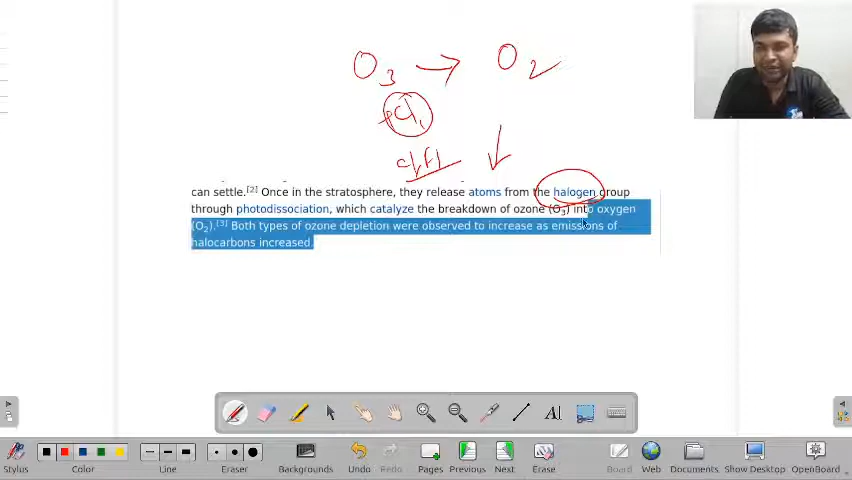 O3 → O2
Cl
can settle.[2] Once in the stratosphere, they release atoms from the halogen group
through photodissociation, which catalyze the breakdown of ozone (O3) into oxygen
(O2).[3] Both types of ozone depletion were observed to increase as emissions of
halocarbons increased.
Stylus
Color
Line
Eraser
Backgrounds
Undo
Redo
Pages
Previous
Next
Erase
Board
Web
Documents
Show Desktop
OpenBoard